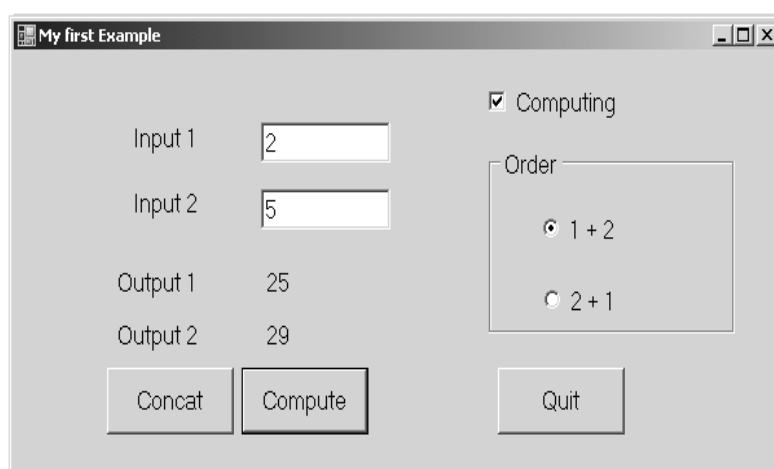 My first Example
Computing
Input 1 2
Order
Input 2 5
1 + 2
Output 1 25
2 + 1
Output 2 29
Concat Compute Quit